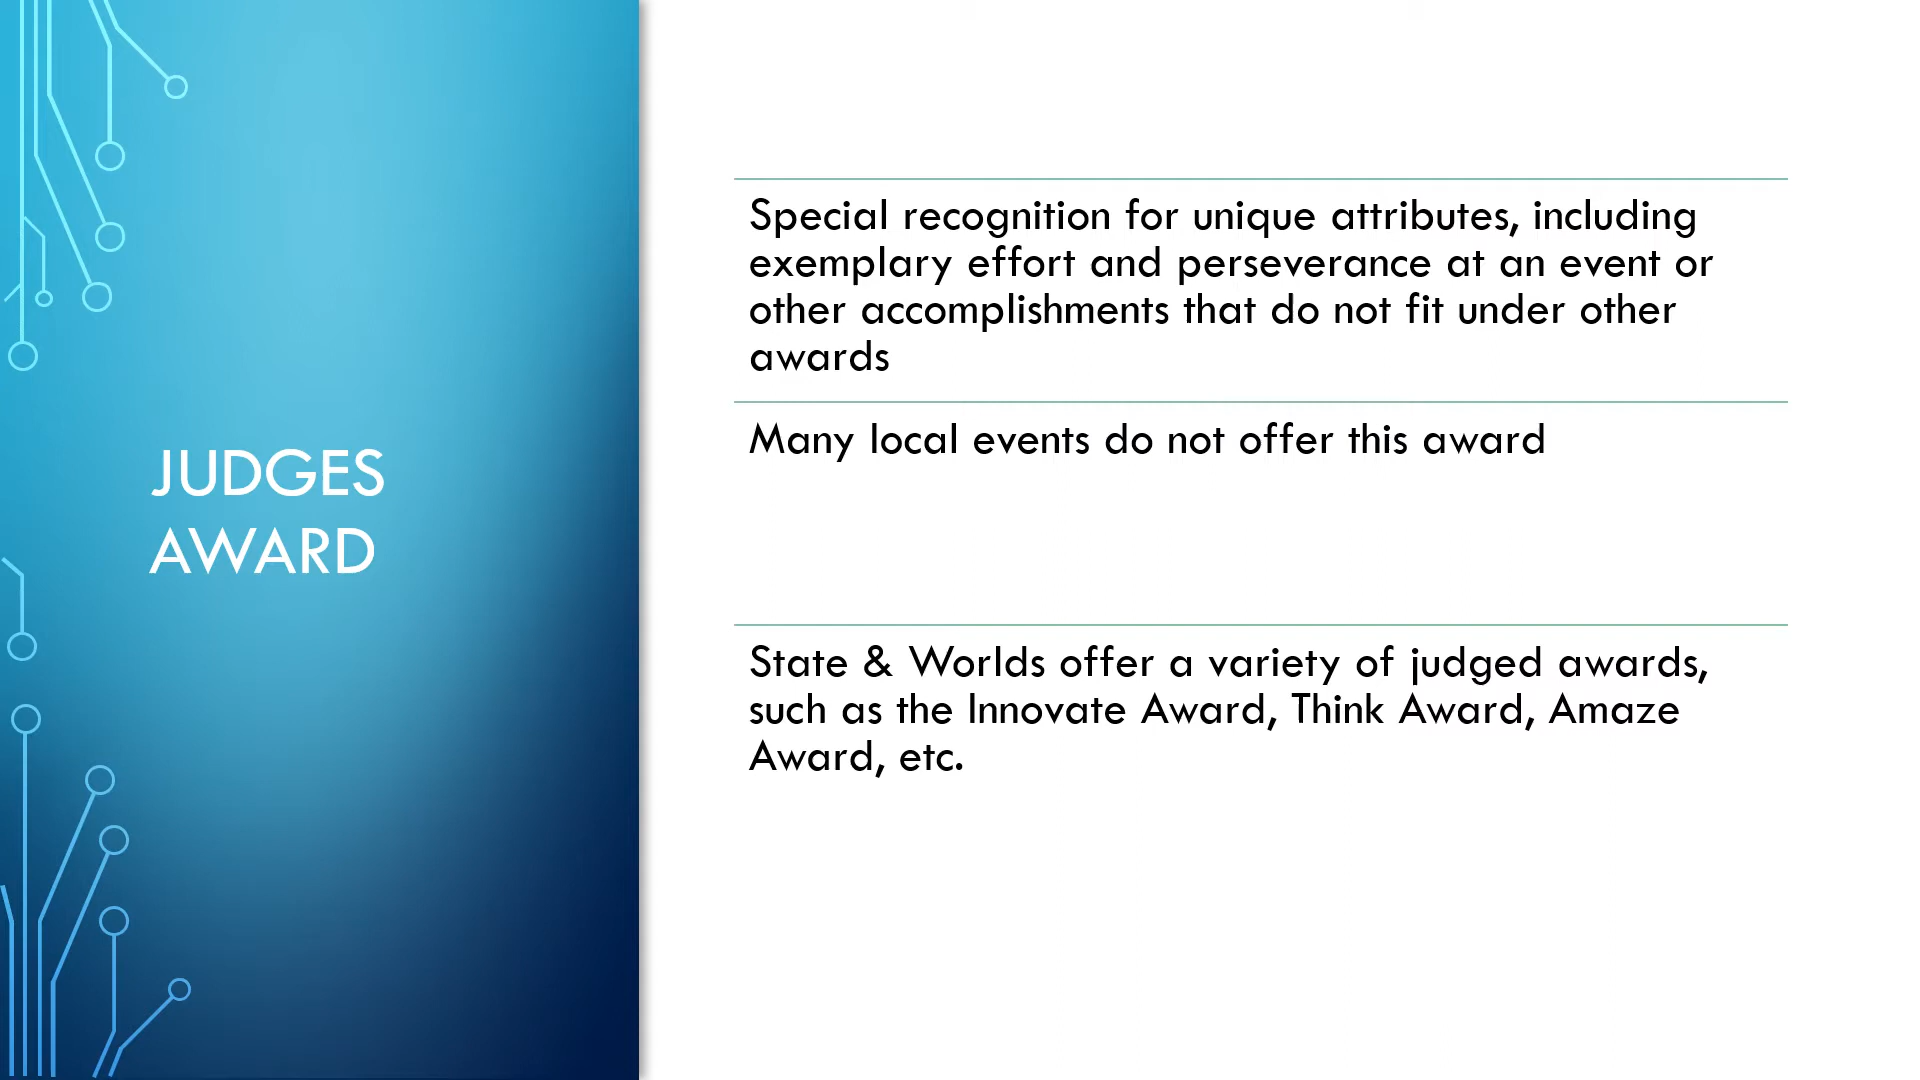 JUDGES
AWARD
Special recognition for unique attributes, including
exemplary effort and perseverance at an event or
other accomplishments that do not fit under other
awards
Many local events do not offer this award
State & Worlds offer a variety of judged awards,
such as the Innovate Award, Think Award, Amaze
Award, etc.